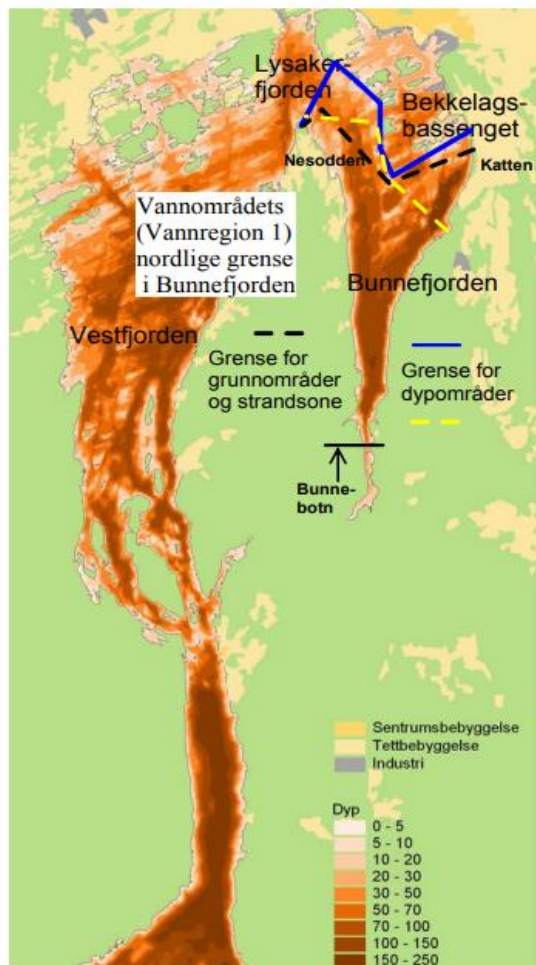 Lysaker-
fjorden
Bekkelags-
bassenget
Nesodden
Katten
Vannområdets
(Vannregion 1)
nordlige grense
i Bunnefjorden
Bunnefjorden
Vestfjorden
Grense for
grunnområder
og strandsone
Grense for
dypområder
Bunne-
botn
Sentrumsbebyggelse
Tettbebyggelse
Industri
Dyp
0 - 5
5 - 10
10 - 20
20 - 30
30 - 50
50 - 70
70 - 100
100 - 150
150 - 250